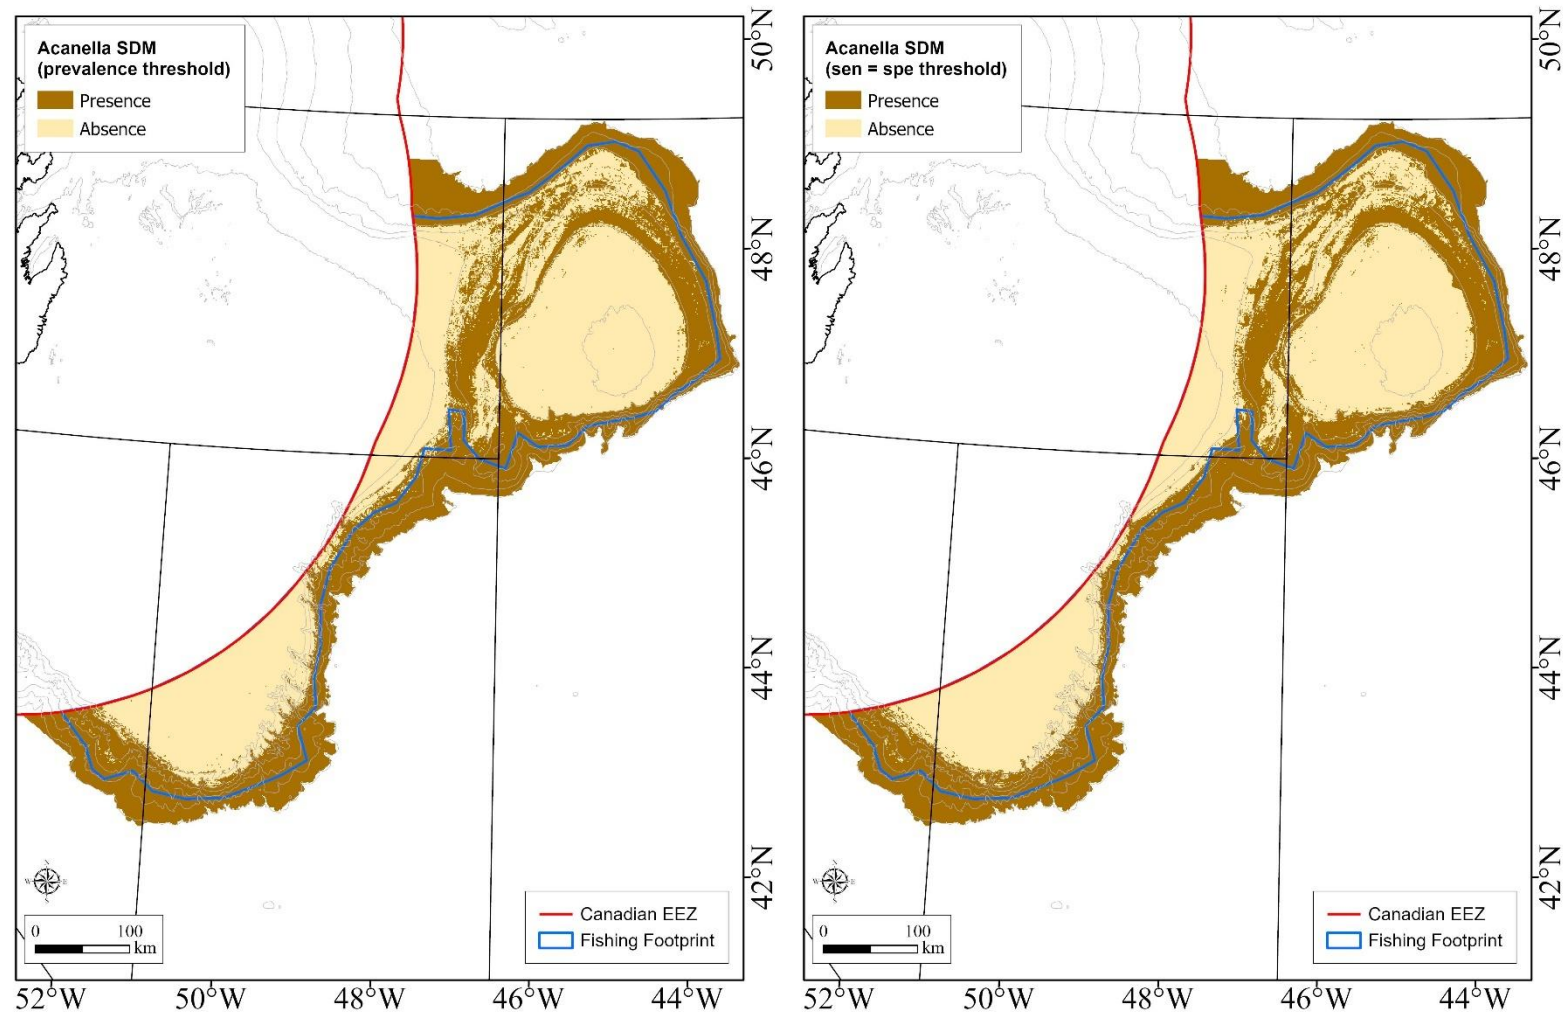 Acanella SDM
(prevalence threshold)
Presence
Absence
50°N
48°N
46°N
44°N
42°N
N
W E
S
0 100
km
Canadian EEZ
Fishing Footprint
52°W 50°W 48°W 46°W 44°W
Acanella SDM
(sen = spe threshold)
Presence
Absence
50°N
48°N
46°N
44°N
42°N
N
W E
S
0 100
km
Canadian EEZ
Fishing Footprint
52°W 50°W 48°W 46°W 44°W